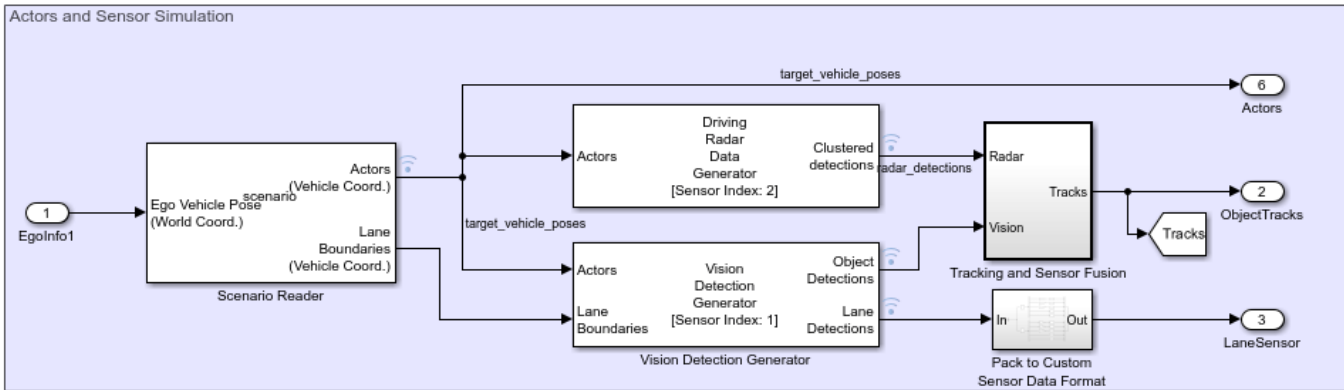 Actors and Sensor Simulation
target_vehicle_poses
6
Actors
Driving
Radar
Data
Generator
[Sensor Index: 2]
Actors
Clustered
detections
radar_detections
Radar
Vision
Tracks
Tracking and Sensor Fusion
2
ObjectTracks
Tracks
1
EgoInfo1
Ego Vehicle Pose
(World Coord.)
scenario
Actors
(Vehicle Coord.)
Lane
Boundaries
(Vehicle Coord.)
Scenario Reader
target_vehicle_poses
Actors
Lane
Boundaries
Vision
Detection
Generator
[Sensor Index: 1]
Object
Detections
Lane
Detections
Vision Detection Generator
In
Out
Pack to Custom
Sensor Data Format
3
LaneSensor